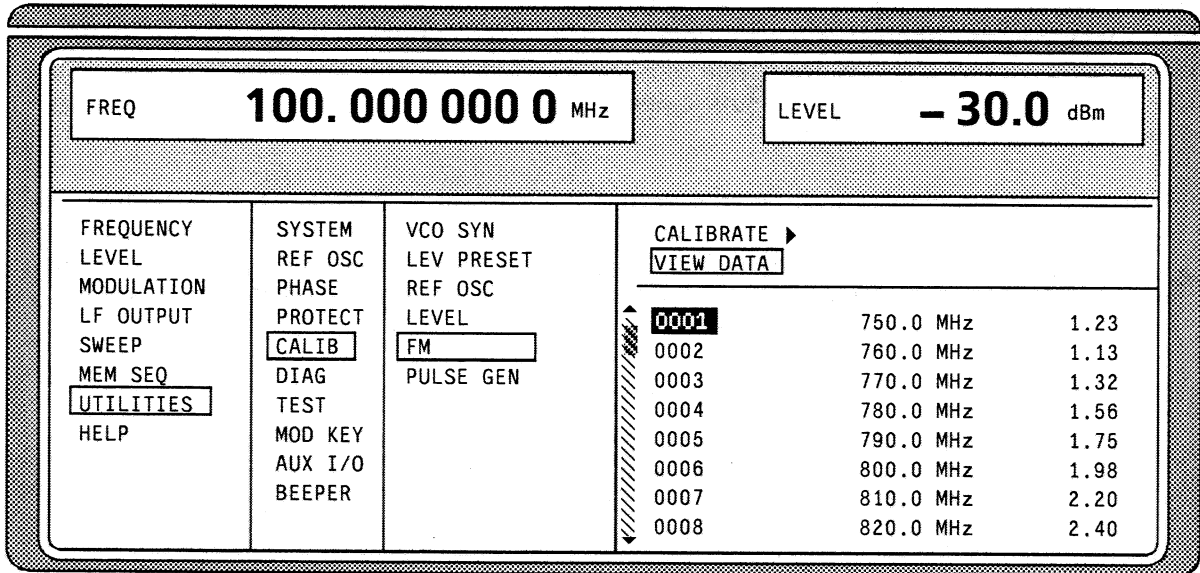 FREQ 100. 000 000 0 MHz LEVEL – 30.0 dBm
FREQUENCY
LEVEL
MODULATION
LF OUTPUT
SWEEP
MEM SEQ
UTILITIES
HELP
SYSTEM
REF OSC
PHASE
PROTECT
CALIB
DIAG
TEST
MOD KEY
AUX I/O
BEEPER
VCO SYN
LEV PRESET
REF OSC
LEVEL
FM
PULSE GEN
CALIBRATE
VIEW DATA
0001 750.0 MHz 1.23
0002 760.0 MHz 1.13
0003 770.0 MHz 1.32
0004 780.0 MHz 1.56
0005 790.0 MHz 1.75
0006 800.0 MHz 1.98
0007 810.0 MHz 2.20
0008 820.0 MHz 2.40